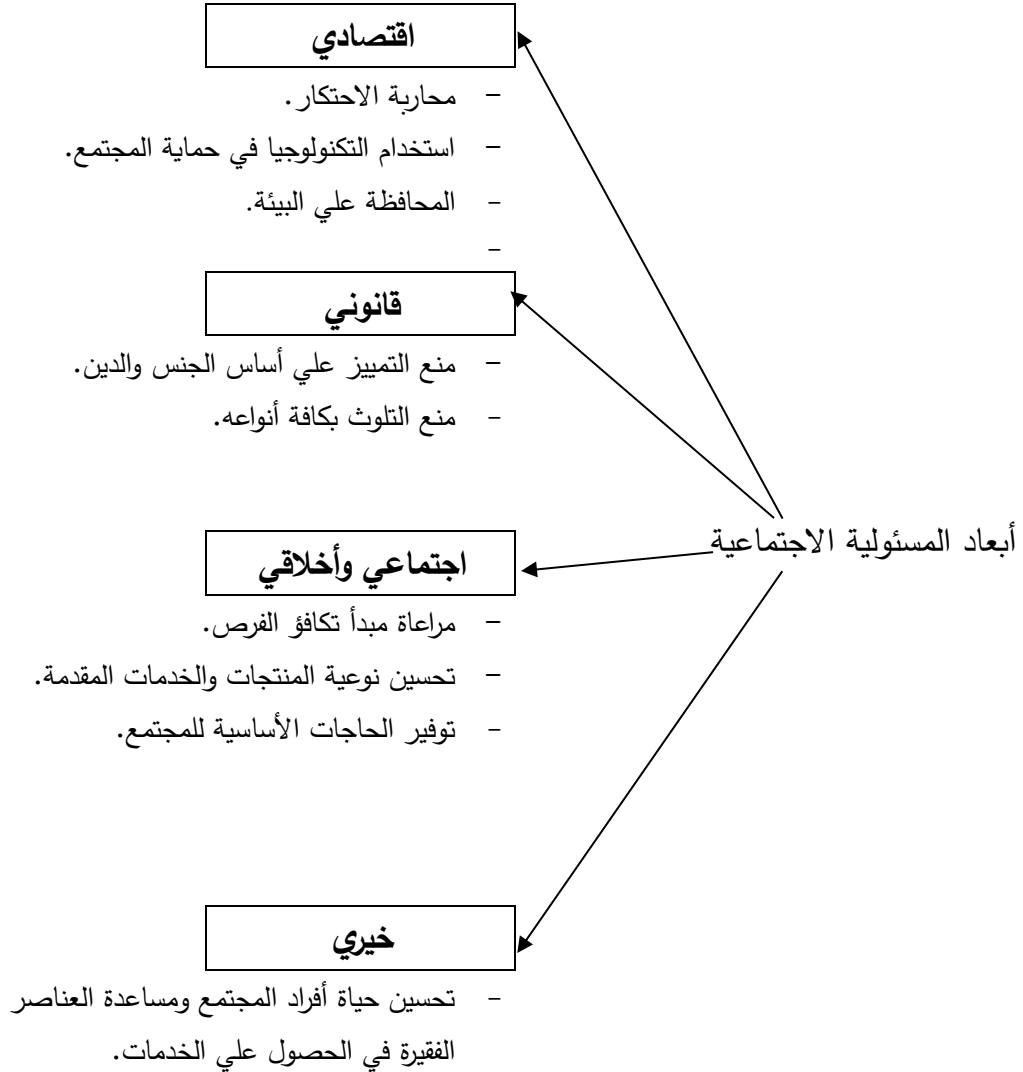 اقتصادي
- محاربة الاحتكار.
- استخدام التكنولوجيا في حماية المجتمع.
- المحافظة علي البيئة.
-
قانوني
- منع التمييز علي أساس الجنس والدين.
- منع التلوث بكافة أنواعه.
أبعاد المسئولية الاجتماعية
اجتماعي وأخلاقي
- مراعاة مبدأ تكافؤ الفرص.
- تحسين نوعية المنتجات والخدمات المقدمة.
- توفير الحاجات الأساسية للمجتمع.
خيري
- تحسين حياة أفراد المجتمع ومساعدة العناصر
الفقيرة في الحصول علي الخدمات.